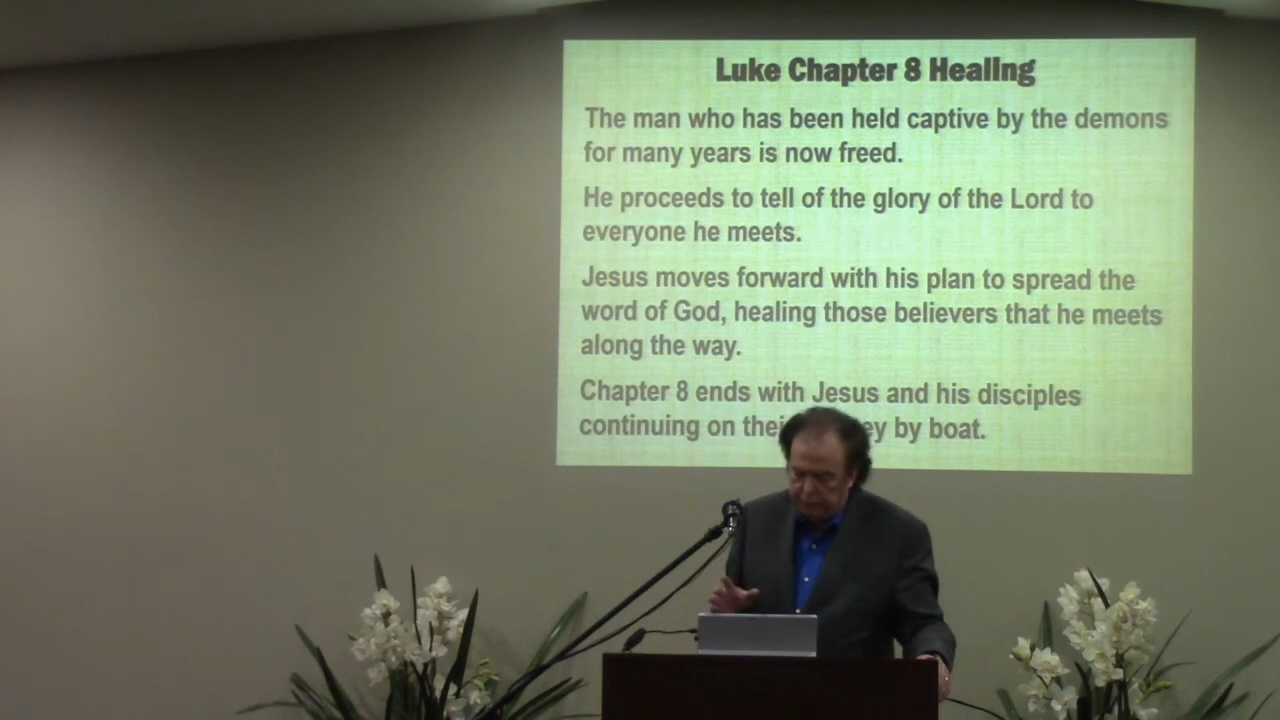 Luke Chapter 8 Healing
The man who has been held captive by the demons
for many years is now freed.
He proceeds to tell of the glory of the Lord to
everyone he meets.
Jesus moves forward with his plan to spread the
word of God, healing those believers that he meets
along the way.
Chapter 8 ends with Jesus and his disciples
continuing on by boat.